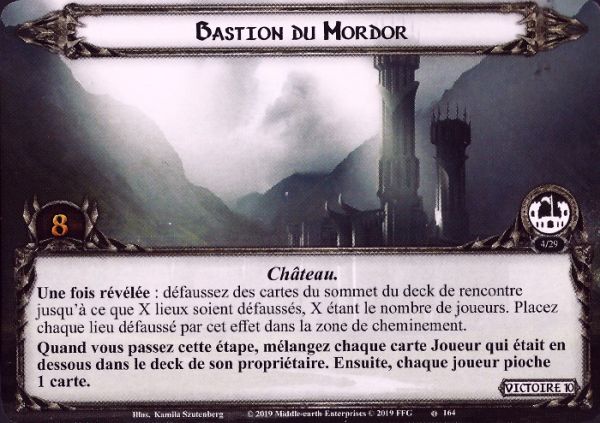 Bastion du Mordor
8
4/29
Château.
Une fois révélée : défaussez des cartes du sommet du deck de rencontre
jusqu'à ce que X lieux soient défaussés, X étant le nombre de joueurs. Placez
chaque lieu défaussé par cet effet dans la zone de cheminement.
Quand vous passez cette étape, mélangez chaque carte Joueur qui était en
dessous dans le deck de son propriétaire. Ensuite, chaque joueur pioche
1 carte.
VICTOIRE 10
Illus. Kamila Szutenberg © 2019 Middle-earth Enterprises © 2019 FFG 164